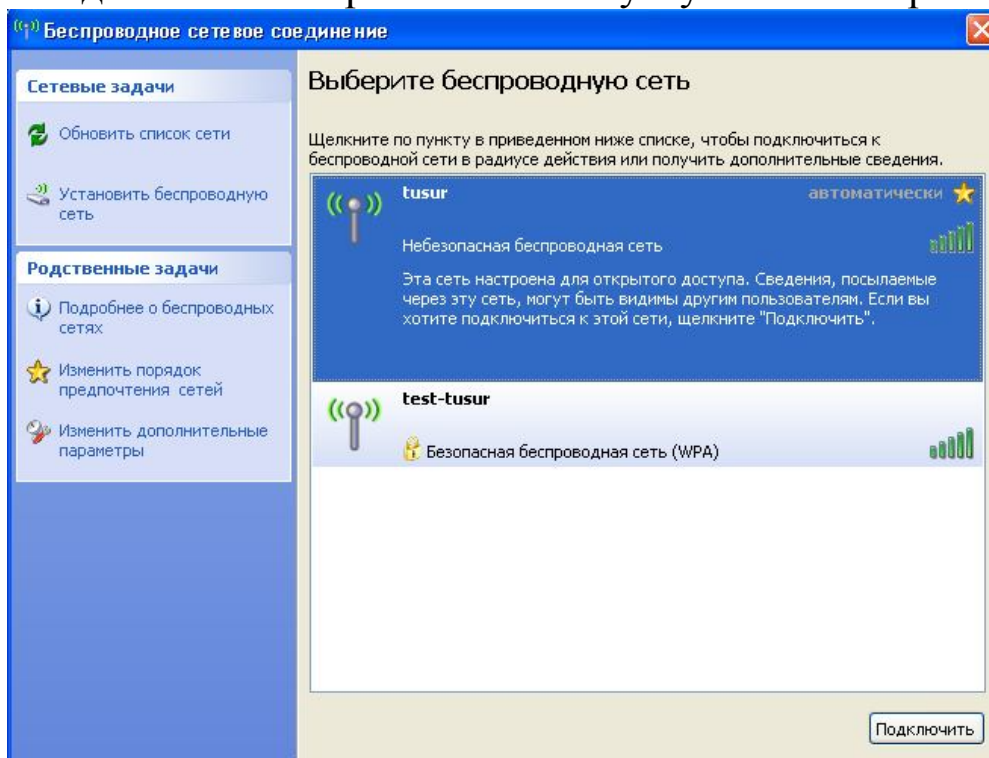 Беспроводное сетевое соединение
Сетевые задачи
Обновить список сети
Установить беспроводную
сеть
Родственные задачи
Подробнее о беспроводных
сетях
Изменить порядок
предпочтения сетей
Изменить дополнительные
параметры
Выберите беспроводную сеть
Щелкните по пункту в приведенном ниже списке, чтобы подключиться к
беспроводной сети в радиусе действия или получить дополнительные сведения.
tusur
автоматически
Небезопасная беспроводная сеть
Эта сеть настроена для открытого доступа. Сведения, посылаемые
через эту сеть, могут быть видимы другим пользователям. Если вы
хотите подключиться к этой сети, щелкните "Подключить".
test-tusur
Безопасная беспроводная сеть (WPA)
Подключить